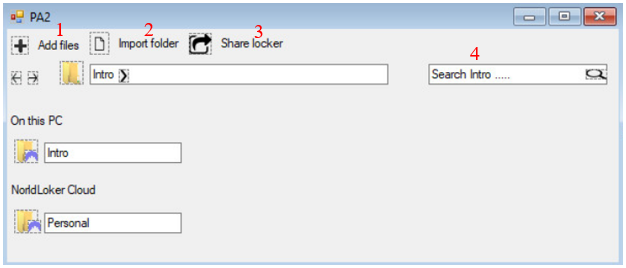 PA2
1 2 3
Add files Import folder Share locker
4
Intro Search Intro .....
On this PC
Intro
NorldLoker Cloud
Personal